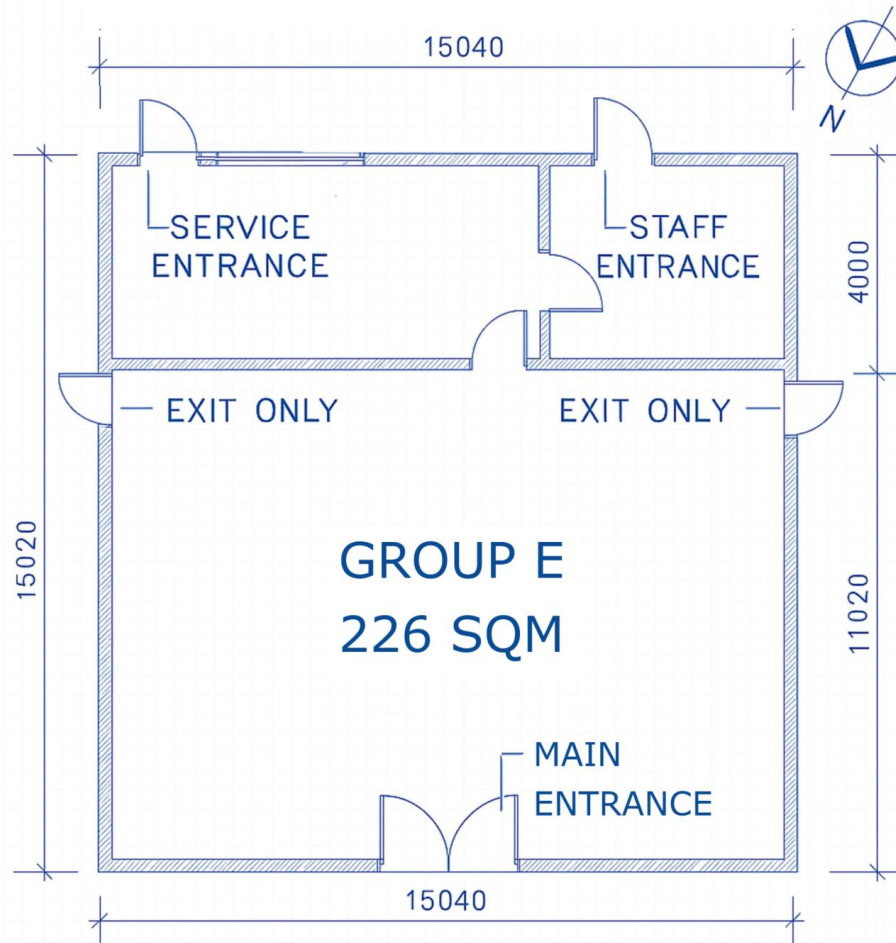 15040
N
SERVICE
ENTRANCE
STAFF
ENTRANCE
4000
EXIT ONLY
EXIT ONLY
15020
GROUP E
226 SQM
11020
MAIN
ENTRANCE
15040